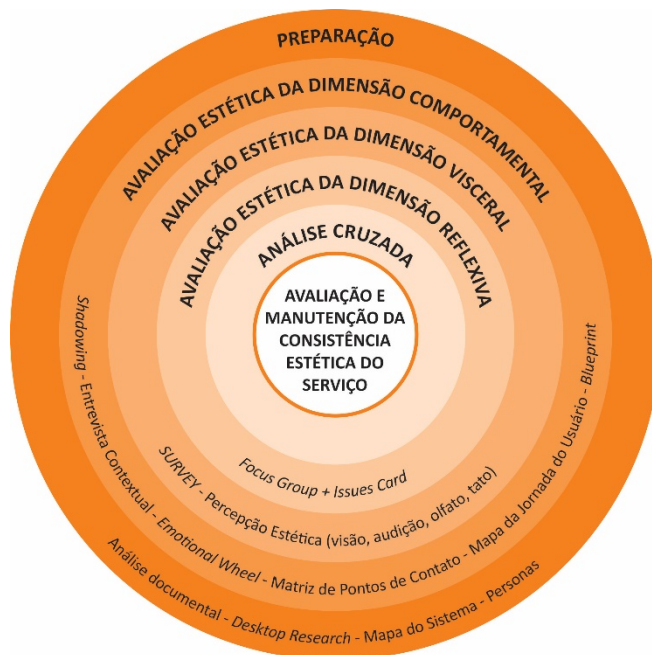 PREPARAÇÃO
AVALIAÇÃO ESTÉTICA DA DIMENSÃO COMPORTAMENTAL
AVALIAÇÃO ESTÉTICA DA DIMENSÃO VISCERAL
AVALIAÇÃO ESTÉTICA DA DIMENSÃO REFLEXIVA
ANÁLISE CRUZADA
AVALIAÇÃO E
MANUTENÇÃO DA
CONSISTÊNCIA
ESTÉTICA DO
SERVIÇO
Focus Group + Issues Card
SURVEY - Percepção Estética (visão, audição, olfato, tato)
Shadowing - Entrevista Contextual - Emotional Wheel - Matriz de Pontos de Contato - Mapa da Jornada do Usuário - Blueprint
Análise documental - Desktop Research - Mapa do Sistema - Personas